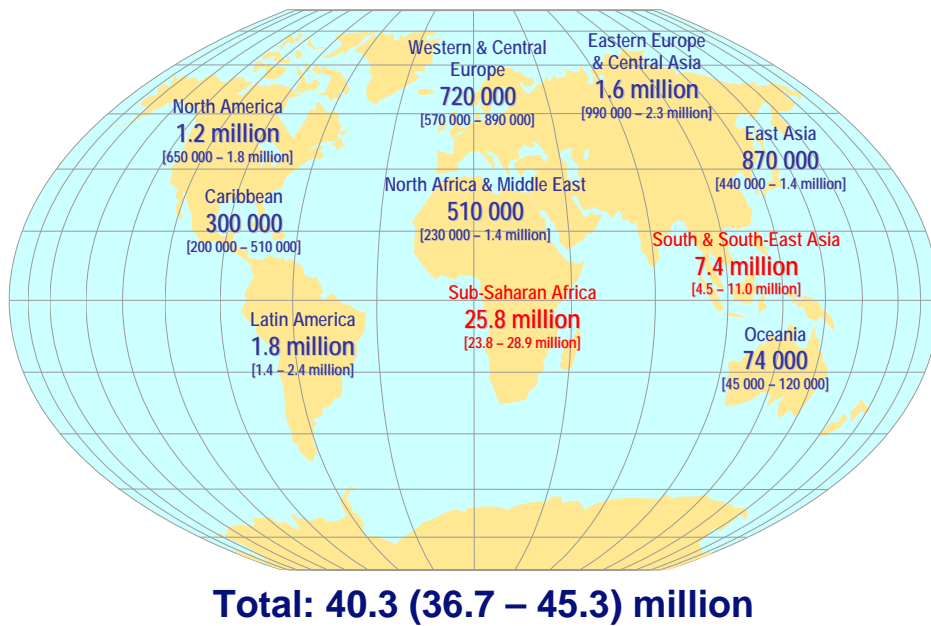 Western & Central
Europe
720 000
[570 000 – 890 000]
Eastern Europe
& Central Asia
1.6 million
[990 000 – 2.3 million]
North America
1.2 million
[650 000 – 1.8 million]
East Asia
870 000
[440 000 – 1.4 million]
Caribbean
300 000
[200 000 – 510 000]
North Africa & Middle East
510 000
[230 000 – 1.4 million]
South & South-East Asia
7.4 million
[4.5 – 11.0 million]
Sub-Saharan Africa
25.8 million
[23.8 – 28.9 million]
Latin America
1.8 million
[1.4 – 2.4 million]
Oceania
74 000
[45 000 – 120 000]
Total: 40.3 (36.7 – 45.3) million